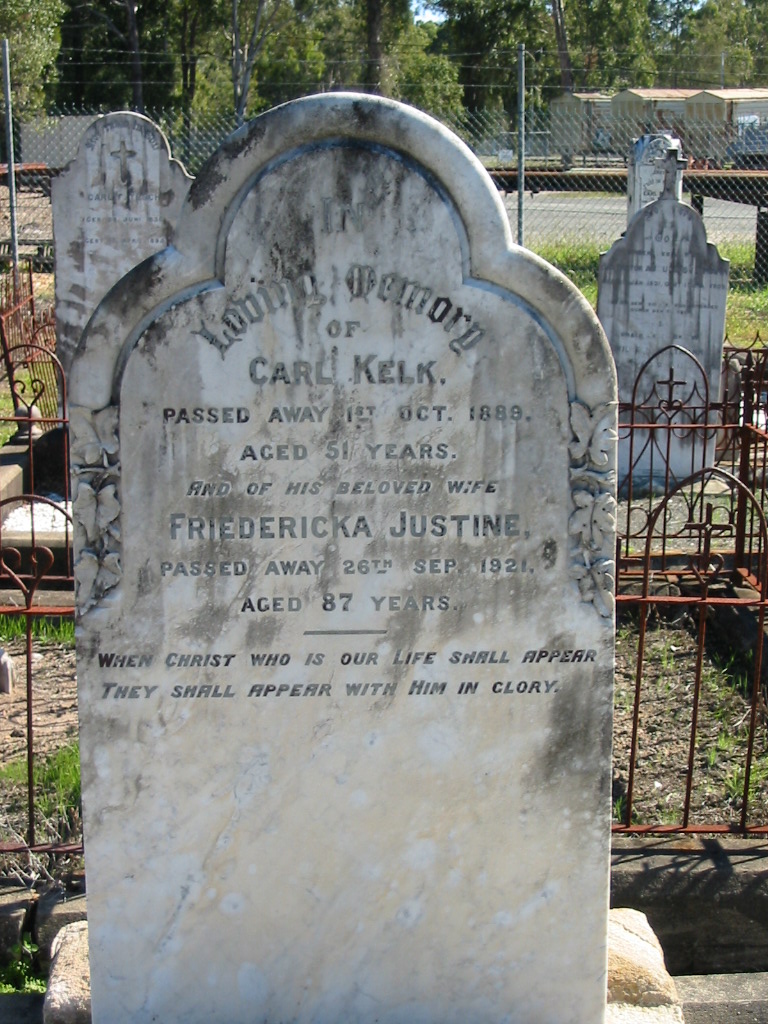 IN
Loving Memory
OF
CARL KELK.
PASSED AWAY 1ST OCT. 1889.
AGED 51 YEARS.
AND OF HIS BELOVED WIFE
FRIEDERICKA JUSTINE,
PASSED AWAY 26TH SEP. 1921.
AGED 87 YEARS.
WHEN CHRIST WHO IS OUR LIFE SHALL APPEAR
THEY SHALL APPEAR WITH HIM IN GLORY.